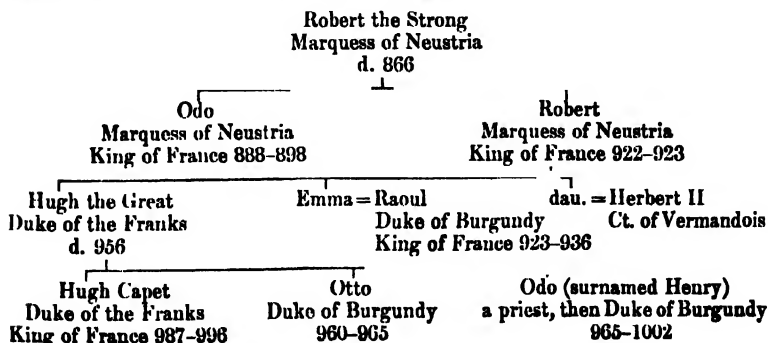 Robert the Strong
Marquess of Neustria
d. 866
Odo
Marquess of Neustria
King of France 888–898
Robert
Marquess of Neustria
King of France 922–923
Hugh the Great
Duke of the Franks
d. 956
Emma = Raoul
Duke of Burgundy
King of France 923–936
dau. = Herbert II
Ct. of Vermandois
Hugh Capet
Duke of the Franks
King of France 987–996
Otto
Duke of Burgundy
960–965
Odo (surnamed Henry)
a priest, then Duke of Burgundy
965–1002